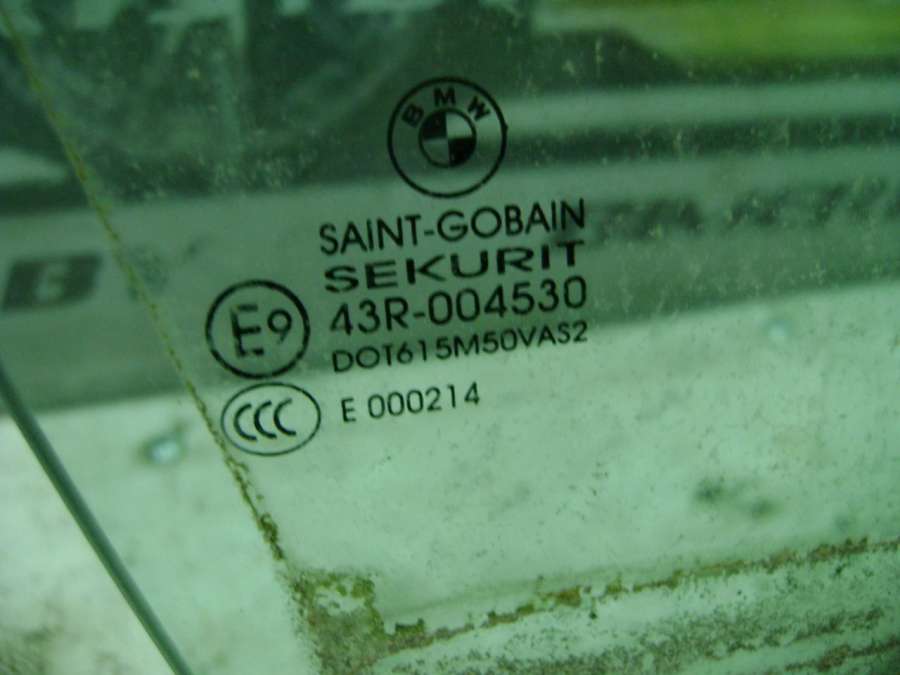 BMW
SAINT-GOBAIN
SEKURIT
E9
43R-004530
DOT615M50VAS2
CCC
E 000214
B